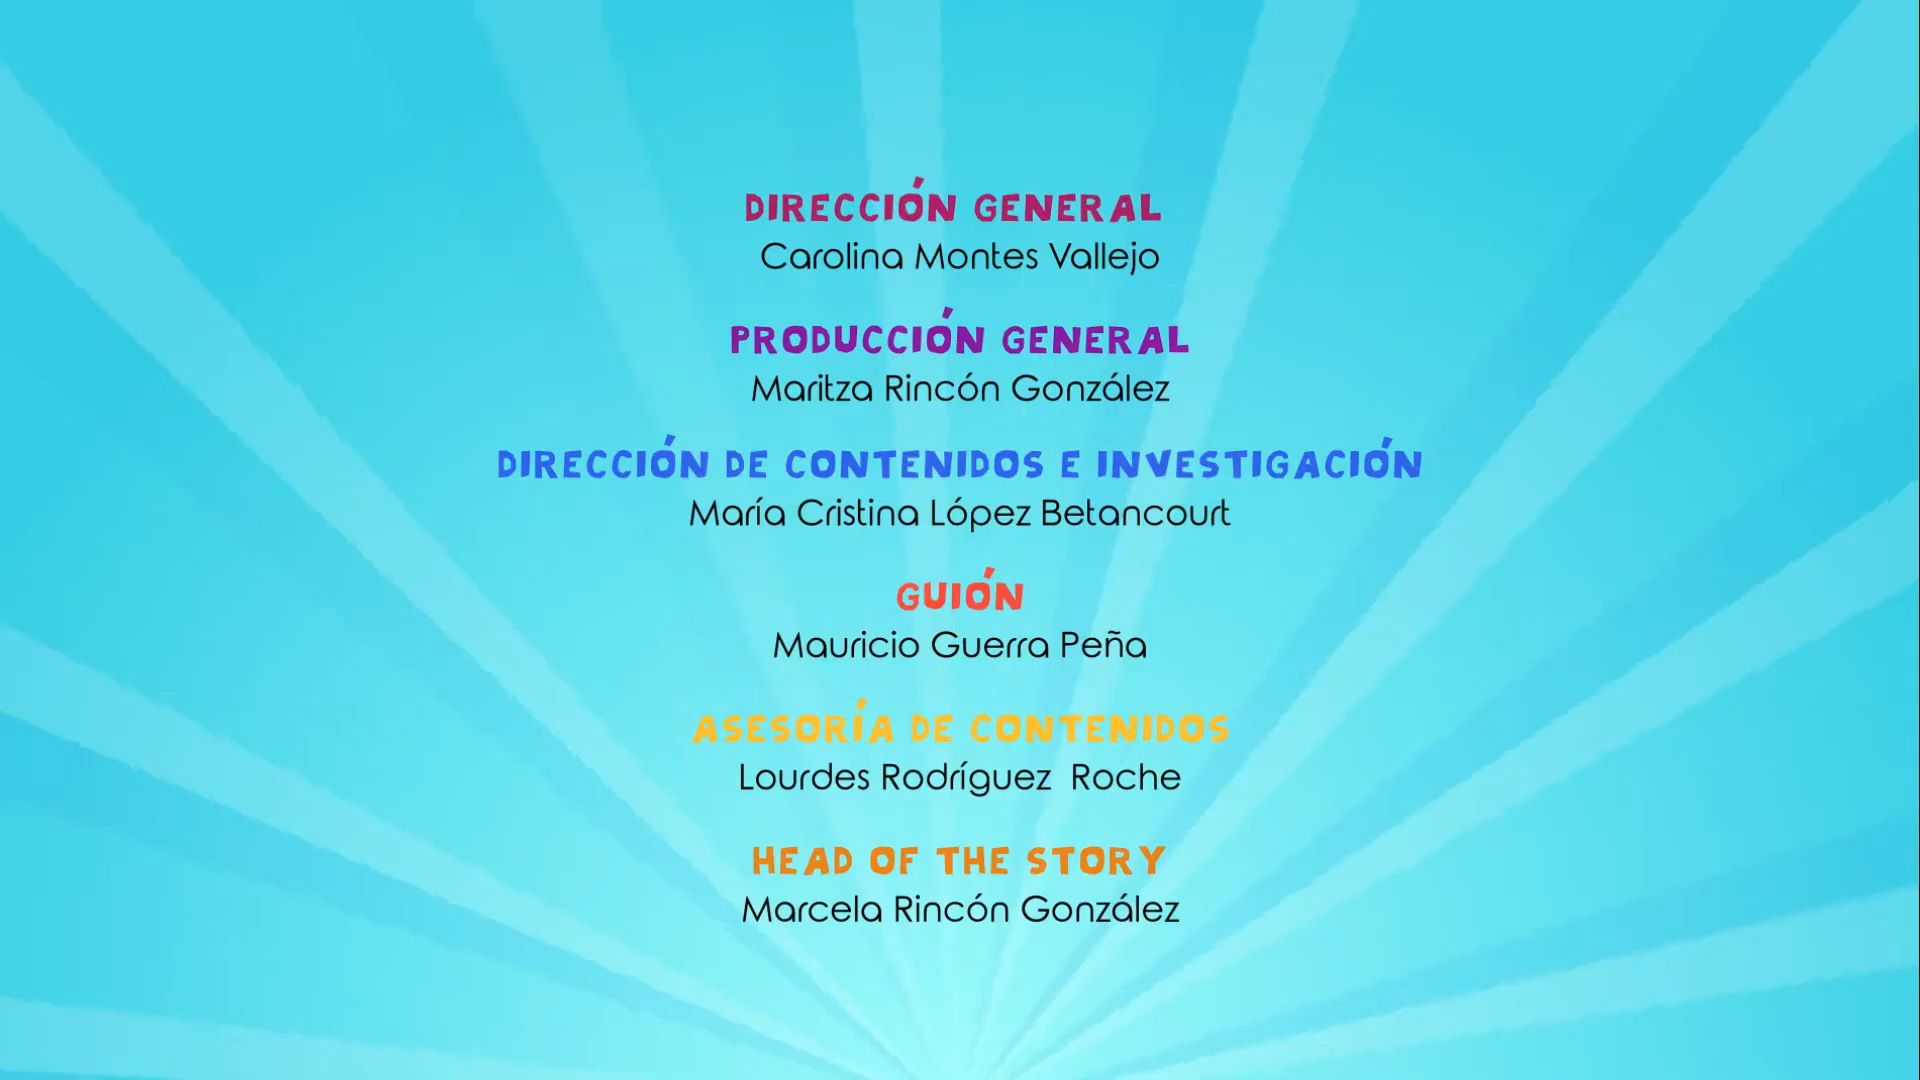 DIRECCIÓN GENERAL
Carolina Montes Vallejo
PRODUCCIÓN GENERAL
Maritza Rincón González
DIRECCIÓN DE CONTENIDOS E INVESTIGACIÓN
María Cristina López Betancourt
GUIÓN
Mauricio Guerra Peña
ASESORÍA DE CONTENIDOS
Lourdes Rodríguez  Roche
HEAD OF THE STORY
Marcela Rincón González